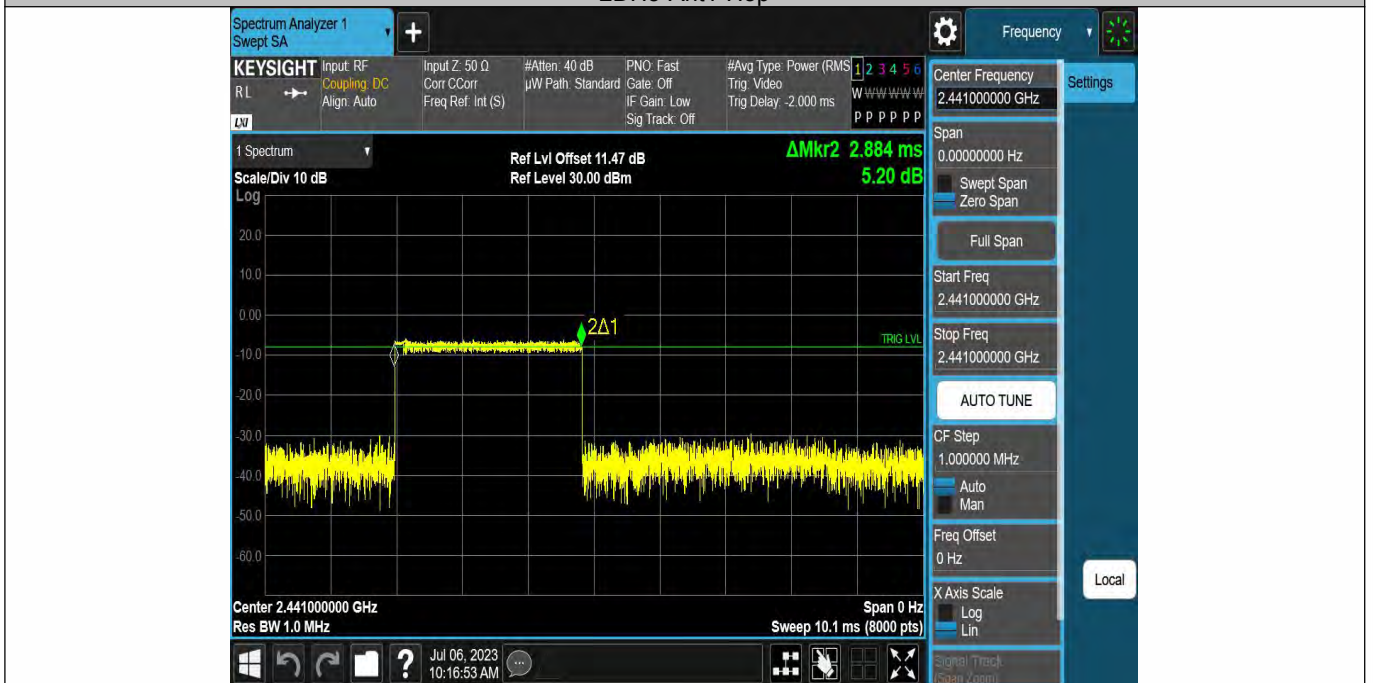 Spectrum Analyzer 1
Swept SA
+
Frequency
KEYSIGHT
RL
LXI
Input: RF
Coupling: DC
Align: Auto
Input Z: 50 Ω
Corr CCorr
Freq Ref: Int (S)
#Atten: 40 dB
µW Path: Standard
PNO: Fast
Gate: Off
IF Gain: Low
Sig Track: Off
#Avg Type: Power (RMS
Trig: Video
Trig Delay: -2.000 ms
1 2 3 4 5 6
W W W W W W
P P P P P P
Center Frequency
2.441000000 GHz
Settings
1 Spectrum
Scale/Div 10 dB
Log
Ref Lvl Offset 11.47 dB
Ref Level 30.00 dBm
ΔMkr2 2.884 ms
5.20 dB
Span
0.00000000 Hz
Swept Span
Zero Span
Full Span
Start Freq
2.441000000 GHz
Stop Freq
2.441000000 GHz
AUTO TUNE
CF Step
1.000000 MHz
Auto
Man
Freq Offset
0 Hz
X Axis Scale
Log
Lin
Signal Track
(Span Zoom)
Local
20.0
10.0
0.00
-10.0
-20.0
-30.0
-40.0
-50.0
-60.0
2Δ1
TRIG LVL
Center 2.441000000 GHz
Res BW 1.0 MHz
Span 0 Hz
Sweep 10.1 ms (8000 pts)
?
Jul 06, 2023
10:16:53 AM